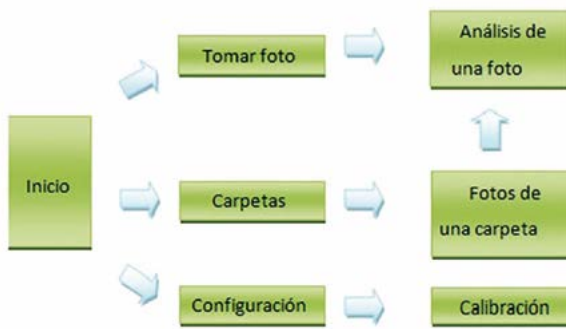 Tomar foto
Análisis de
una foto
Inicio
Carpetas
Fotos de
una carpeta
Configuración
Calibración